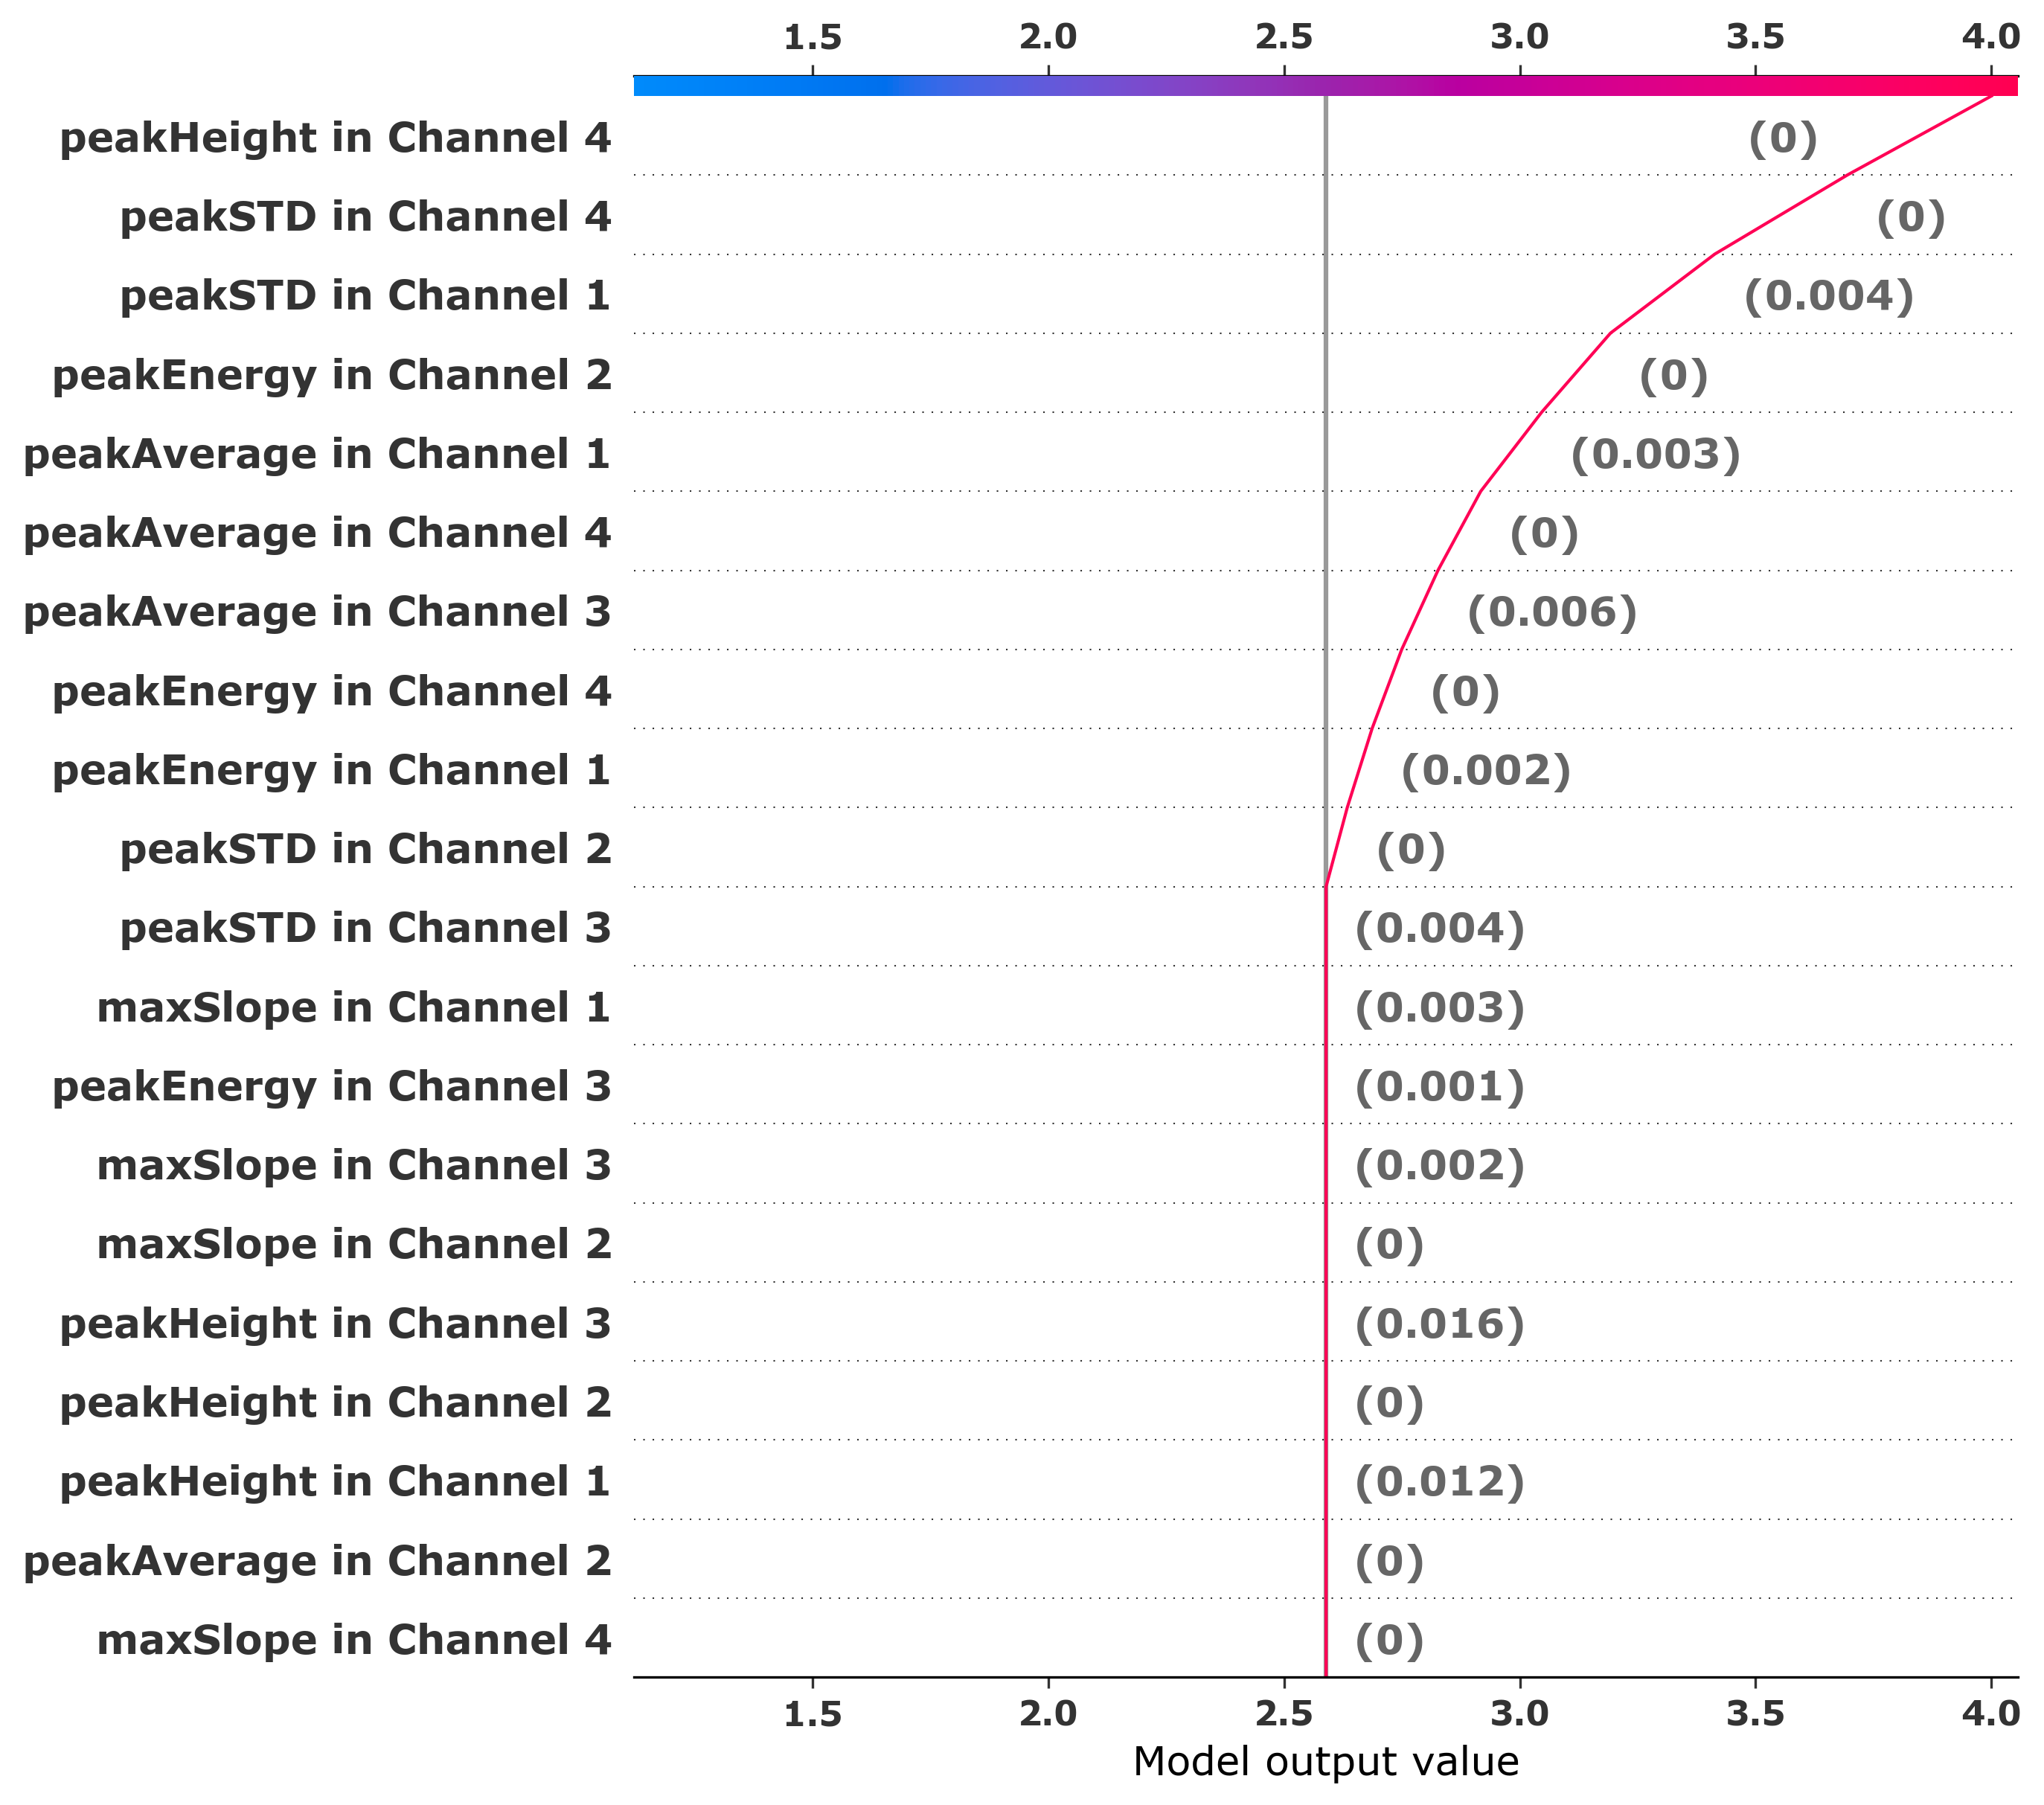 1.5 2.0 2.5 3.0 3.5 4.0
peakHeight in Channel 4 (0)
peakSTD in Channel 4 (0)
peakSTD in Channel 1 (0.004)
peakEnergy in Channel 2 (0)
peakAverage in Channel 1 (0.003)
peakAverage in Channel 4 (0)
peakAverage in Channel 3 (0.006)
peakEnergy in Channel 4 (0)
peakEnergy in Channel 1 (0.002)
peakSTD in Channel 2 (0)
peakSTD in Channel 3 (0.004)
maxSlope in Channel 1 (0.003)
peakEnergy in Channel 3 (0.001)
maxSlope in Channel 3 (0.002)
maxSlope in Channel 2 (0)
peakHeight in Channel 3 (0.016)
peakHeight in Channel 2 (0)
peakHeight in Channel 1 (0.012)
peakAverage in Channel 2 (0)
maxSlope in Channel 4 (0)
1.5 2.0 2.5 3.0 3.5 4.0
Model output value